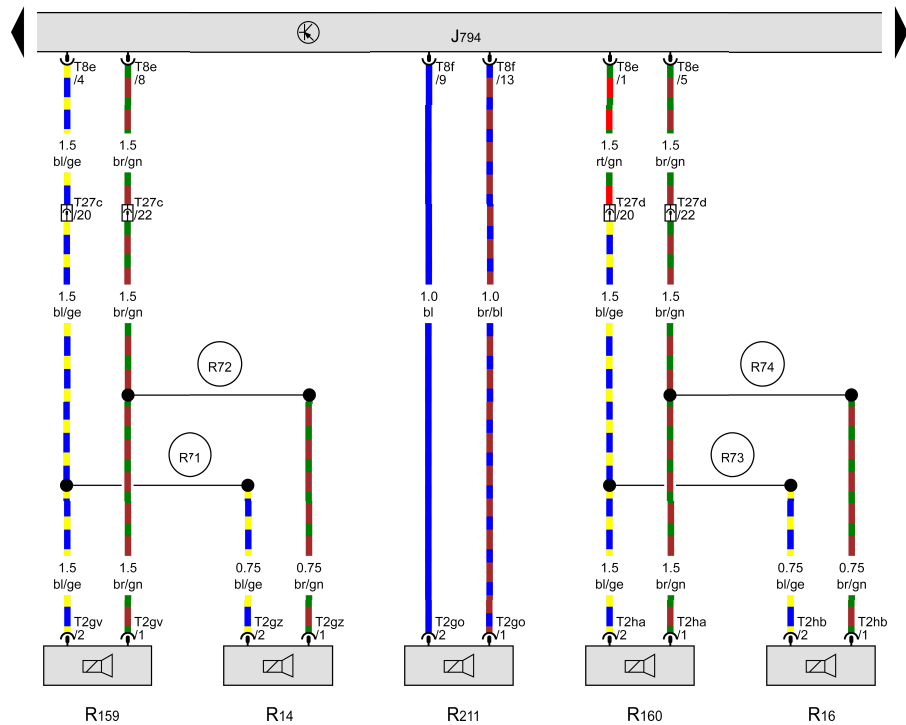 J794
T8e T8e T8f T8f T8e T8e
/4 /8 /9 /13 /1 /5
1.5 1.5 1.5 1.5
bl/ge br/gn rt/gn br/gn
T27c T27c T27d T27d
/20 /22 /20 /22
1.5 1.5 1.0 1.0 1.5 1.5
bl/ge br/gn bl br/bl bl/ge br/gn
R72 R74
R71 R73
1.5 1.5 0.75 0.75 1.5 1.5 0.75 0.75
bl/ge br/gn bl/ge br/gn bl/ge br/gn bl/ge br/gn
T2gv T2gv T2gz T2gz T2go T2go T2ha T2ha T2hb T2hb
/2 /1 /2 /1 /2 /1 /2 /1 /2 /1
R159 R14 R211 R160 R16